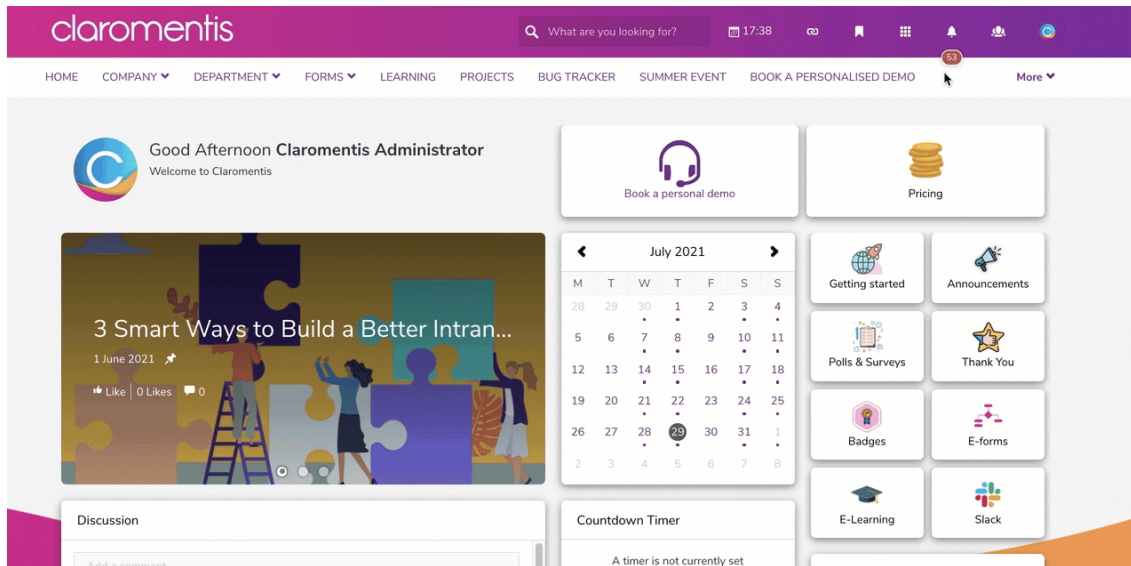 claromentis
What are you looking for?
17:38
53
HOME
COMPANY
DEPARTMENT
FORMS
LEARNING
PROJECTS
BUG TRACKER
SUMMER EVENT
BOOK A PERSONALISED DEMO
More
Good Afternoon Claromentis Administrator
Welcome to Claromentis
Book a personal demo
Pricing
3 Smart Ways to Build a Better Intran...
1 June 2021
Like
0 Likes
0
July 2021
M T W T F S S
28 29 30 1 2 3 4
5 6 7 8 9 10 11
12 13 14 15 16 17 18
19 20 21 22 23 24 25
26 27 28 29 30 31 1
2 3 4 5 6 7 8
Getting started
Announcements
Polls & Surveys
Thank You
Badges
E-forms
E-Learning
Slack
Discussion
Add a comment
Countdown Timer
A timer is not currently set